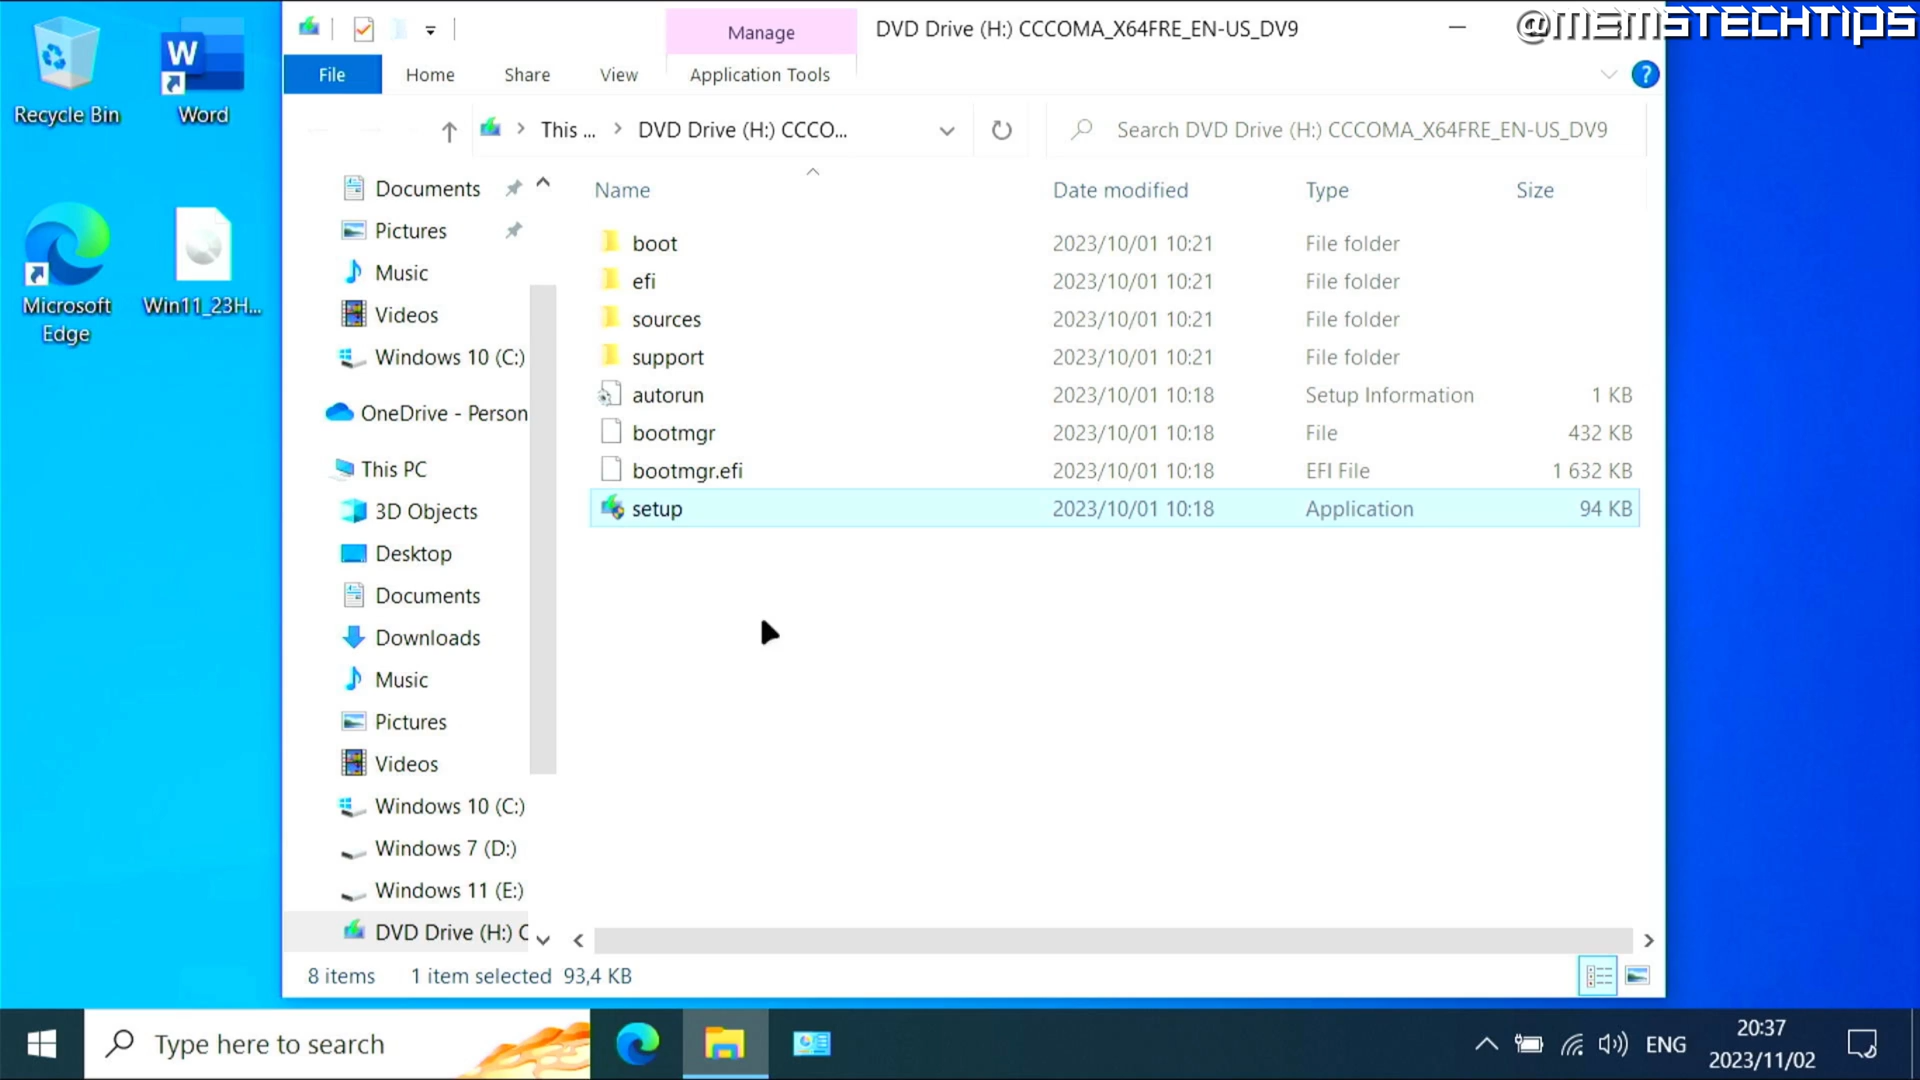 Recycle Bin
Word
Microsoft
Edge
Win11_23H...
Manage
DVD Drive (H:) CCCOMA_X64FRE_EN-US_DV9
@MEMSTECHTIPS
File
Home
Share
View
Application Tools
?
This ...
DVD Drive (H:) CCCO...
Search DVD Drive (H:) CCCOMA_X64FRE_EN-US_DV9
Documents
Pictures
Music
Videos
Windows 10 (C:)
OneDrive - Person
This PC
3D Objects
Desktop
Documents
Downloads
Music
Pictures
Videos
Windows 10 (C:)
Windows 7 (D:)
Windows 11 (E:)
DVD Drive (H:) C
Name Date modified Type Size
boot 2023/10/01 10:21 File folder
efi 2023/10/01 10:21 File folder
sources 2023/10/01 10:21 File folder
support 2023/10/01 10:21 File folder
autorun 2023/10/01 10:18 Setup Information 1 KB
bootmgr 2023/10/01 10:18 File 432 KB
bootmgr.efi 2023/10/01 10:18 EFI File 1 632 KB
setup 2023/10/01 10:18 Application 94 KB
8 items 1 item selected 93,4 KB
Type here to search
ENG
20:37
2023/11/02